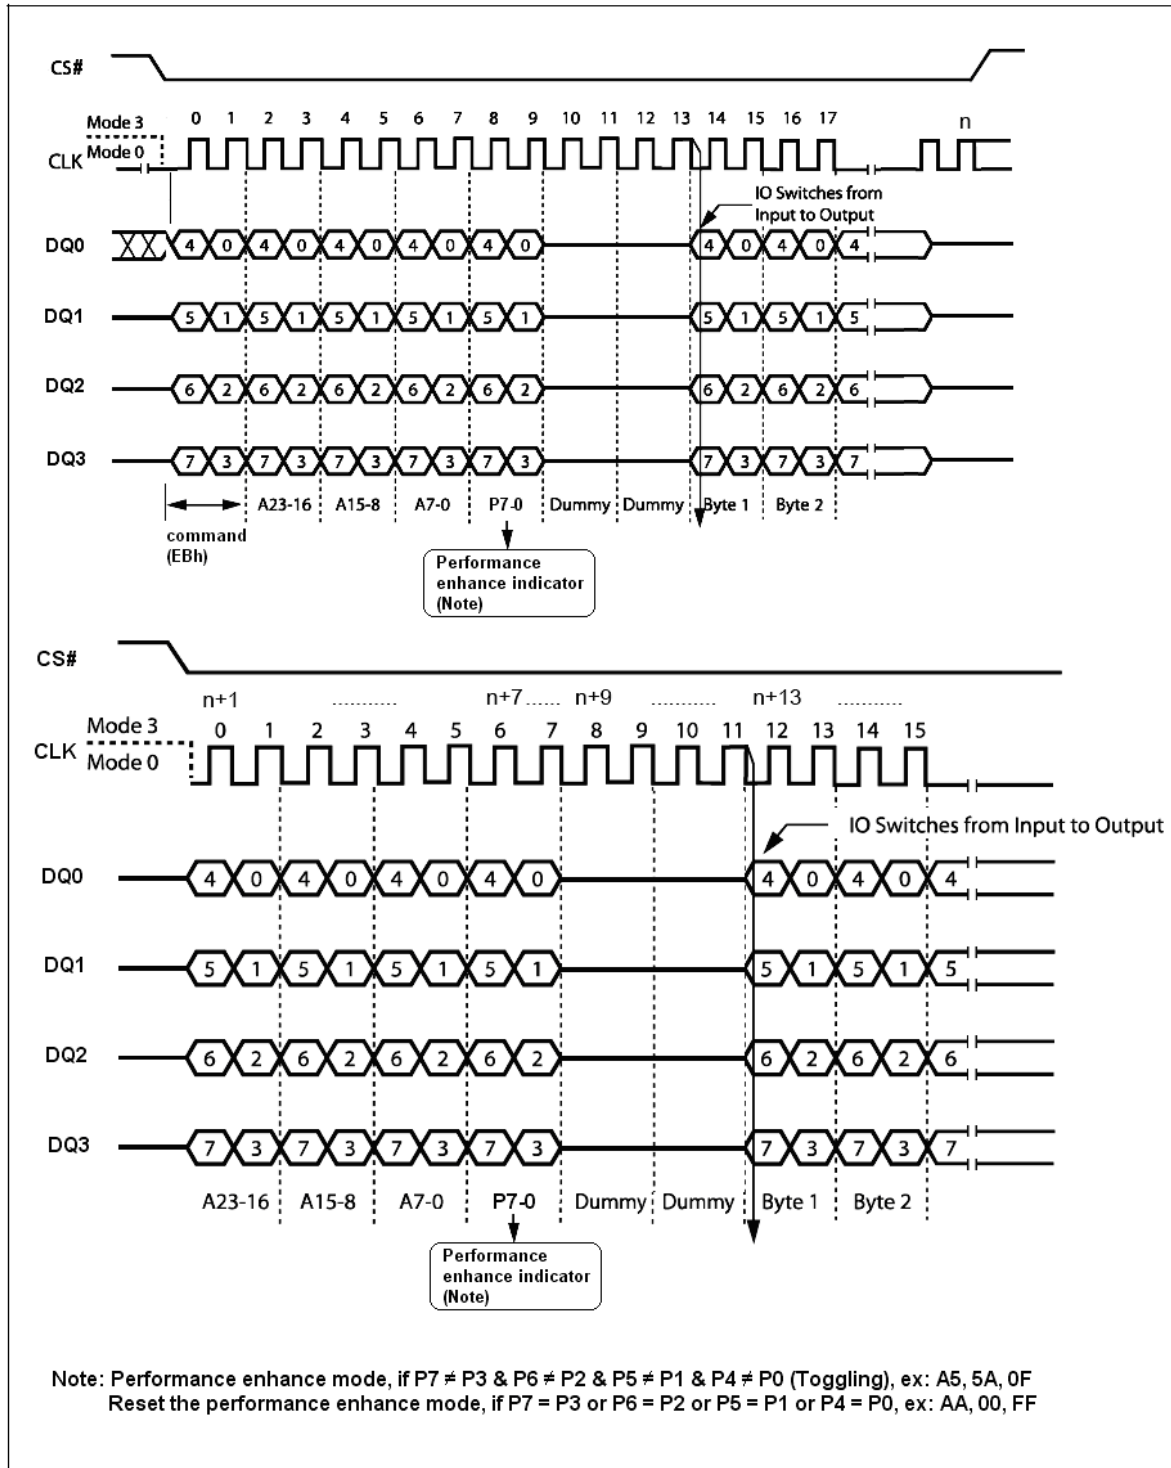 CS#
0 1 2 3 4 5 6 7 8 9 10 11 12 13 14 15 16 17 n
Mode 3
Mode 0
CLK
IO Switches from
Input to Output
DQ0 4 0 4 0 4 0 4 0 4 0 4 0 4 0 4
DQ1 5 1 5 1 5 1 5 1 5 1 5 1 5 1 5
DQ2 6 2 6 2 6 2 6 2 6 2 6 2 6 2 6
DQ3 7 3 7 3 7 3 7 3 7 3 7 3 7 3 7
A23-16 A15-8 A7-0 P7-0 Dummy Dummy Byte 1 Byte 2
command
(EBh)
Performance
enhance indicator
(Note)
CS#
n+1 .......... n+7 ...... n+9 .......... n+13 ..........
0 1 2 3 4 5 6 7 8 9 10 11 12 13 14 15
Mode 3
CLK
Mode 0
IO Switches from Input to Output
DQ0 4 0 4 0 4 0 4 0 4 0 4 0 4
DQ1 5 1 5 1 5 1 5 1 5 1 5 1 5
DQ2 6 2 6 2 6 2 6 2 6 2 6 2 6
DQ3 7 3 7 3 7 3 7 3 7 3 7 3 7
A23-16 A15-8 A7-0 P7-0 Dummy Dummy Byte 1 Byte 2
Performance
enhance indicator
(Note)
Note: Performance enhance mode, if P7 ≠ P3 & P6 ≠ P2 & P5 ≠ P1 & P4 ≠ P0 (Toggling), ex: A5, 5A, 0F
Reset the performance enhance mode, if P7 = P3 or P6 = P2 or P5 = P1 or P4 = P0, ex: AA, 00, FF